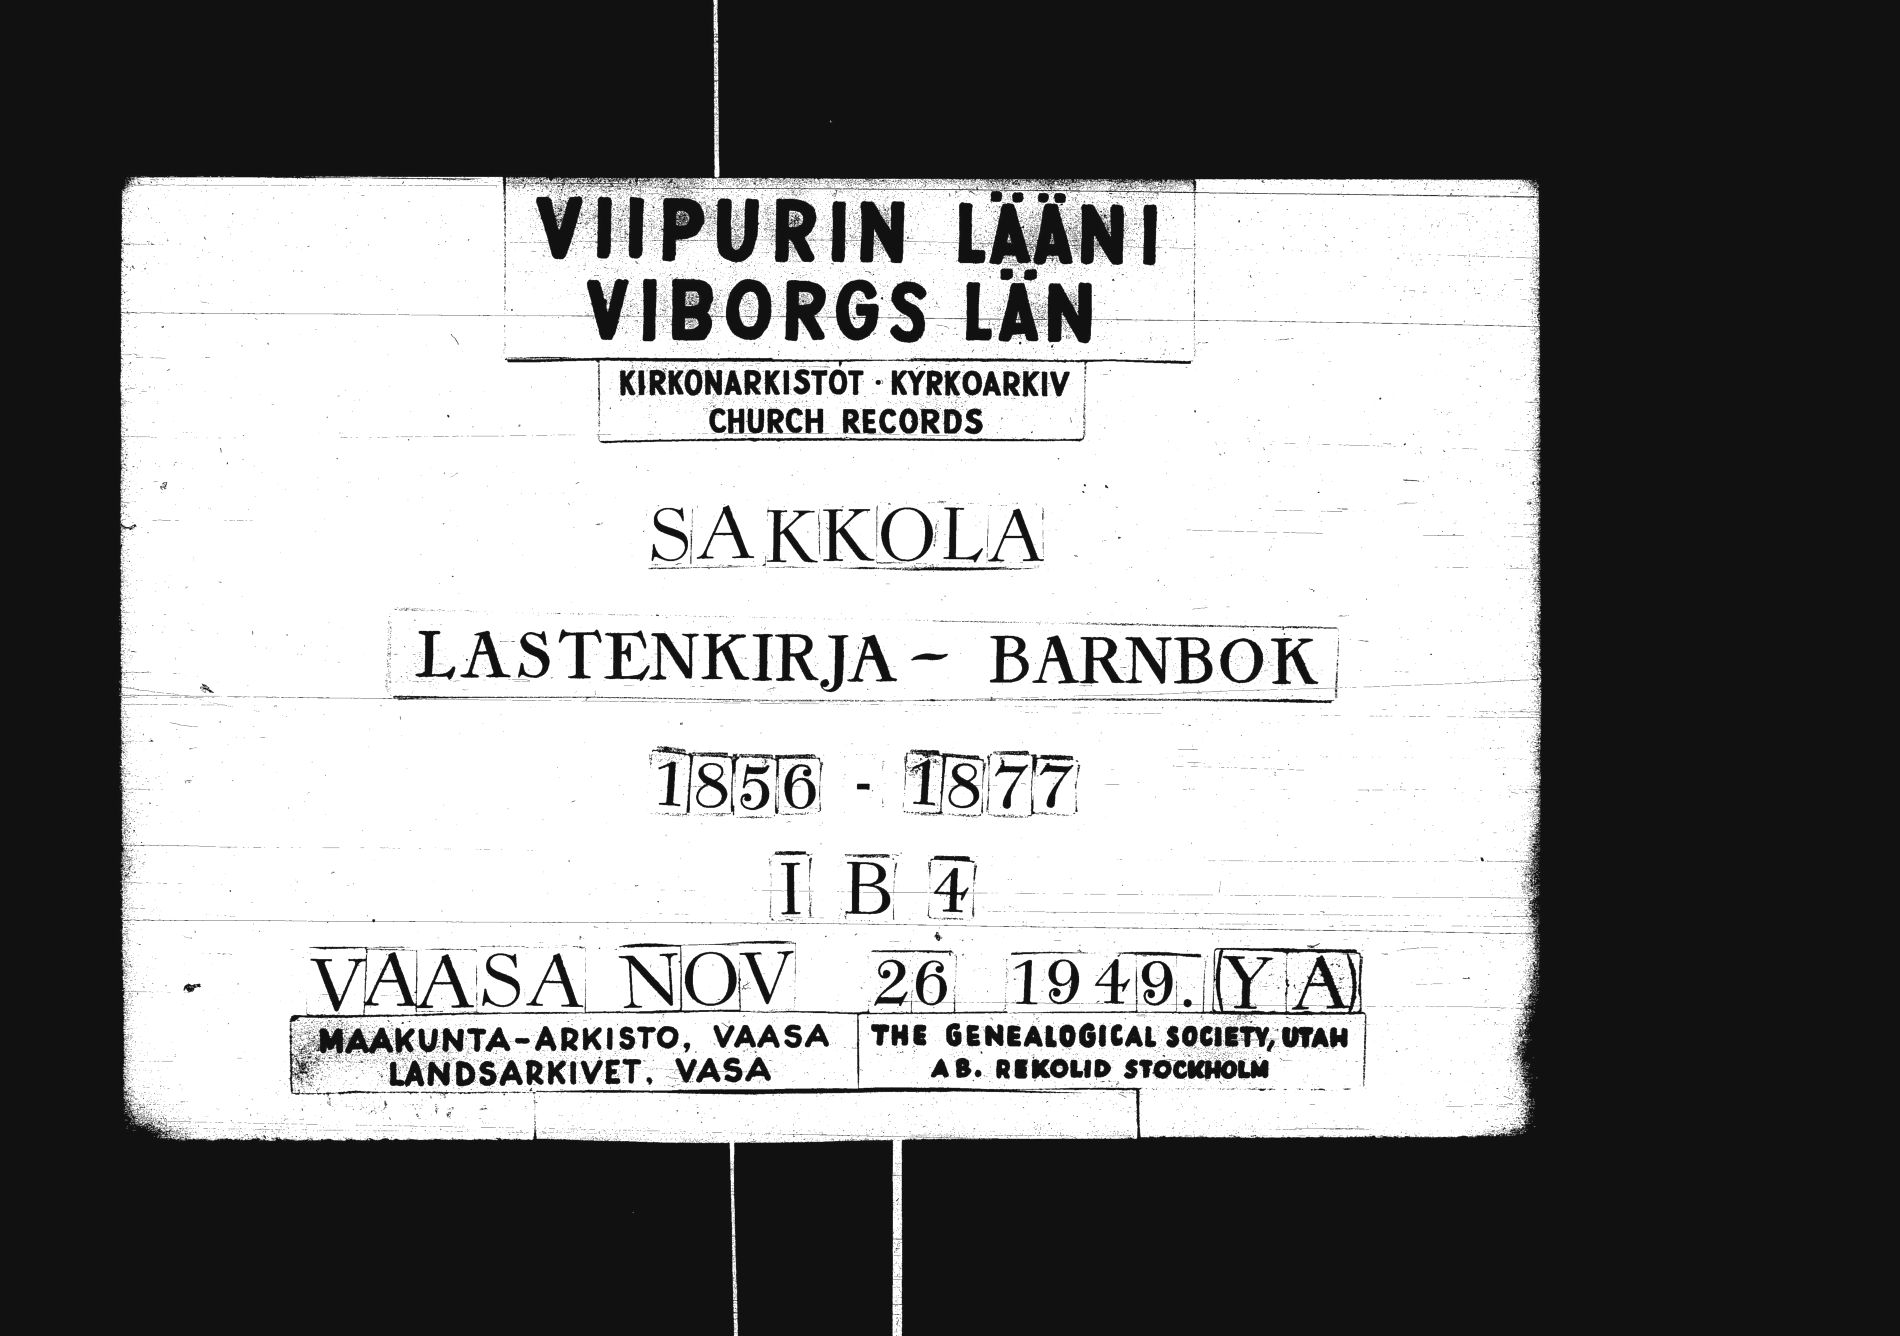 VIIPURIN LÄÄNI
VIBORGS LÄN
KIRKONARKISTOT · KYRKOARKIV
CHURCH RECORDS
SAKKOLA
LASTENKIRJA - BARNBOK
1856 - 1877
I B 4
VAASA NOV 26 1949. (Y A)
MAAKUNTA-ARKISTO, VAASA
LANDSARKIVET, VASA
THE GENEALOGICAL SOCIETY, UTAH
AB. REKOLID STOCKHOLM